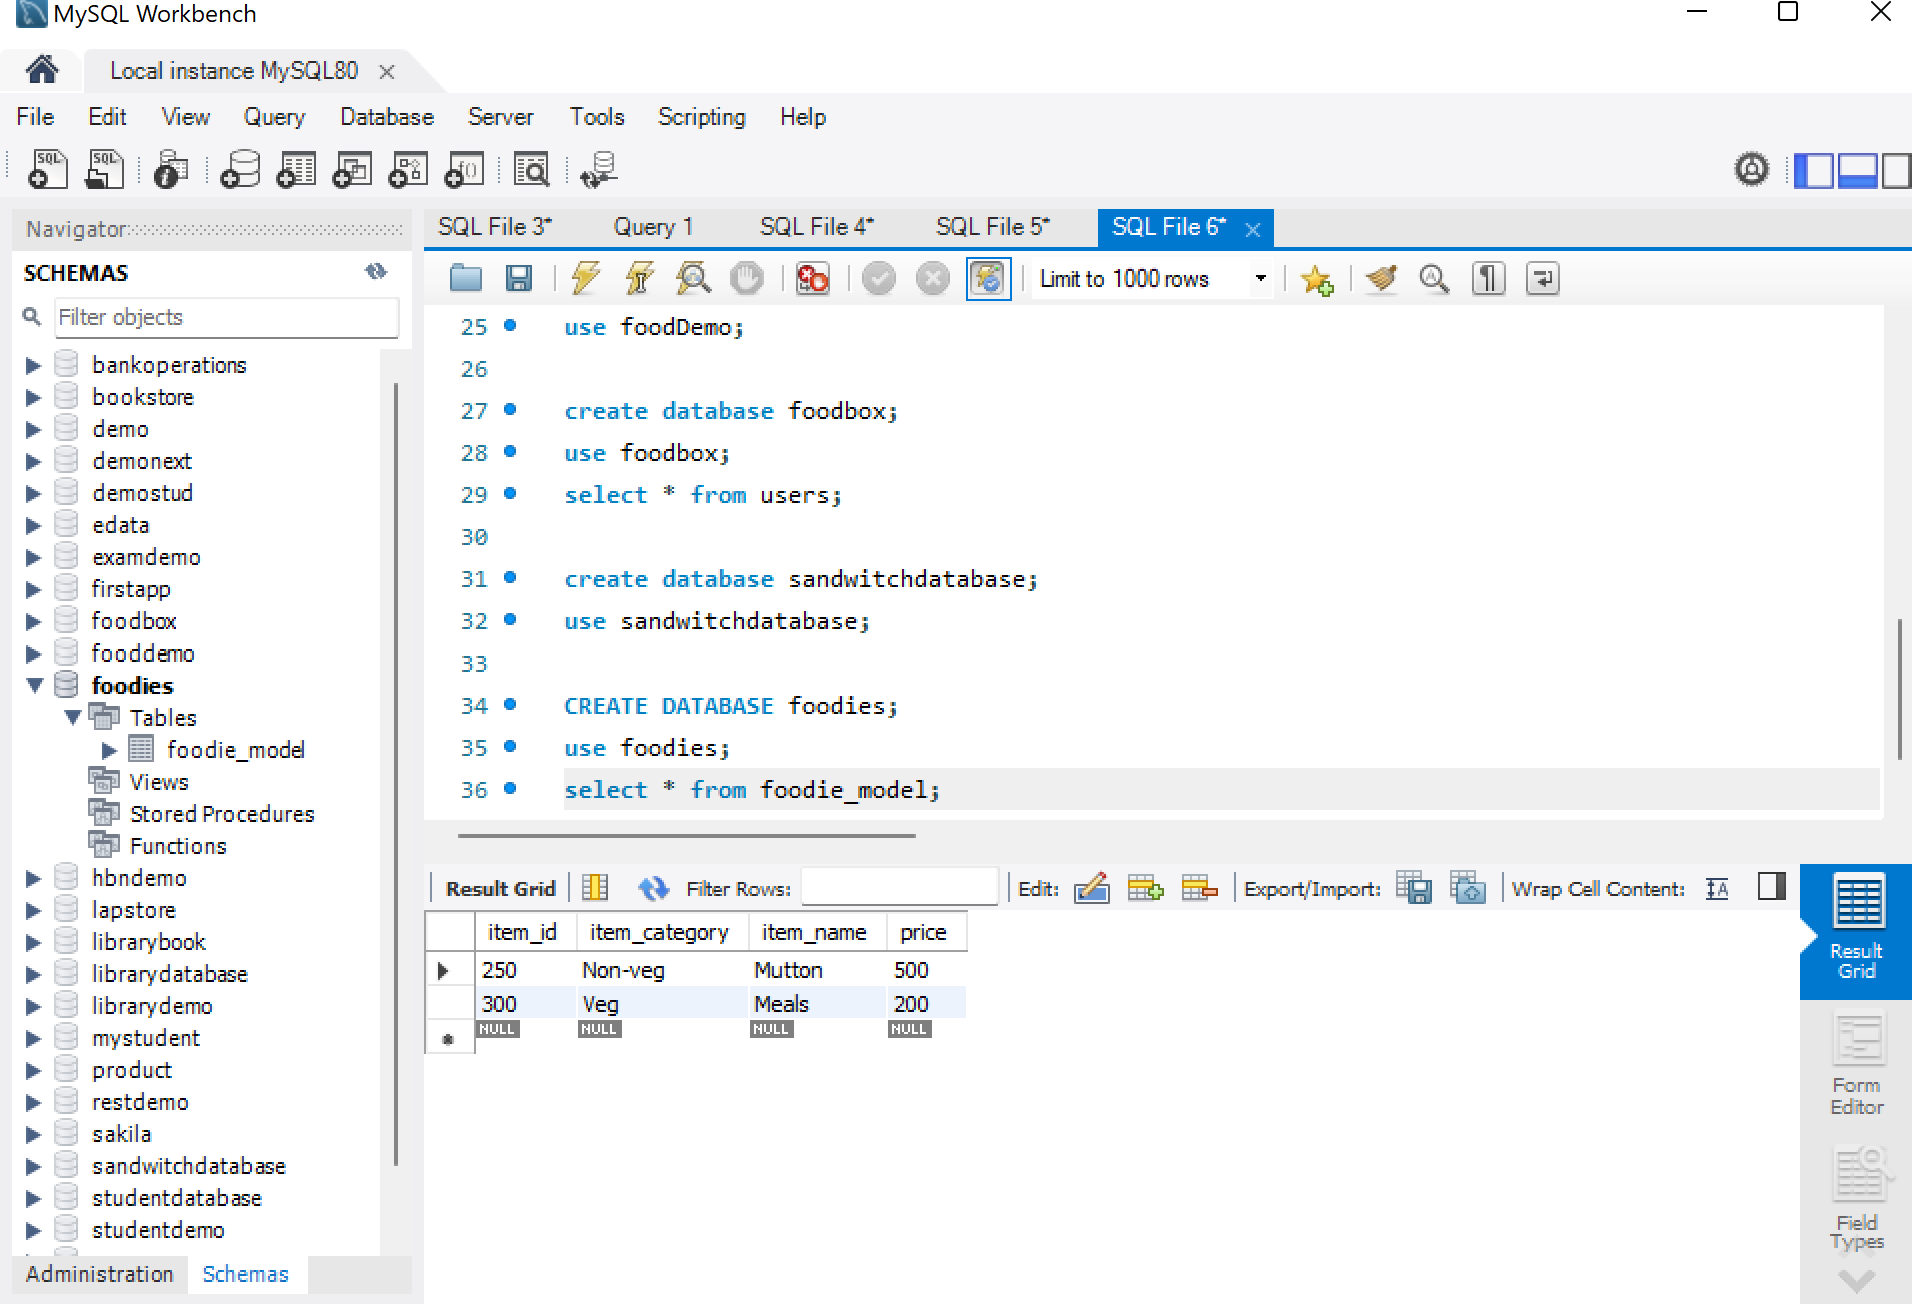 MySQL Workbench
Local instance MySQL80
File Edit View Query Database Server Tools Scripting Help
SQL SQL
f()
Navigator
SCHEMAS
Filter objects
bankoperations
bookstore
demo
demonext
demostud
edata
examdemo
firstapp
foodbox
fooddemo
foodies
Tables
foodie_model
Views
Stored Procedures
Functions
hbndemo
lapstore
librarybook
librarydatabase
librarydemo
mystudent
product
restdemo
sakila
sandwitchdatabase
studentdatabase
studentdemo
Administration Schemas
SQL File 3* Query 1 SQL File 4* SQL File 5* SQL File 6*
Limit to 1000 rows
25 use foodDemo;
26
27 create database foodbox;
28 use foodbox;
29 select * from users;
30
31 create database sandwitchdatabase;
32 use sandwitchdatabase;
33
34 CREATE DATABASE foodies;
35 use foodies;
36 select * from foodie_model;
Result Grid Filter Rows: Edit: Export/Import: Wrap Cell Content:
item_id item_category item_name price
250 Non-veg Mutton 500
300 Veg Meals 200
NULL NULL NULL NULL
Result
Grid
Form
Editor
Field
Types